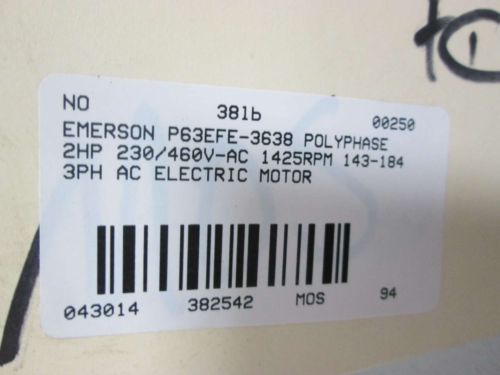 NO 381b 00250
EMERSON P63EFE-3638 POLYPHASE
2HP 230/460V-AC 1425RPM 143-184
3PH AC ELECTRIC MOTOR
043014 382542 MOS 94